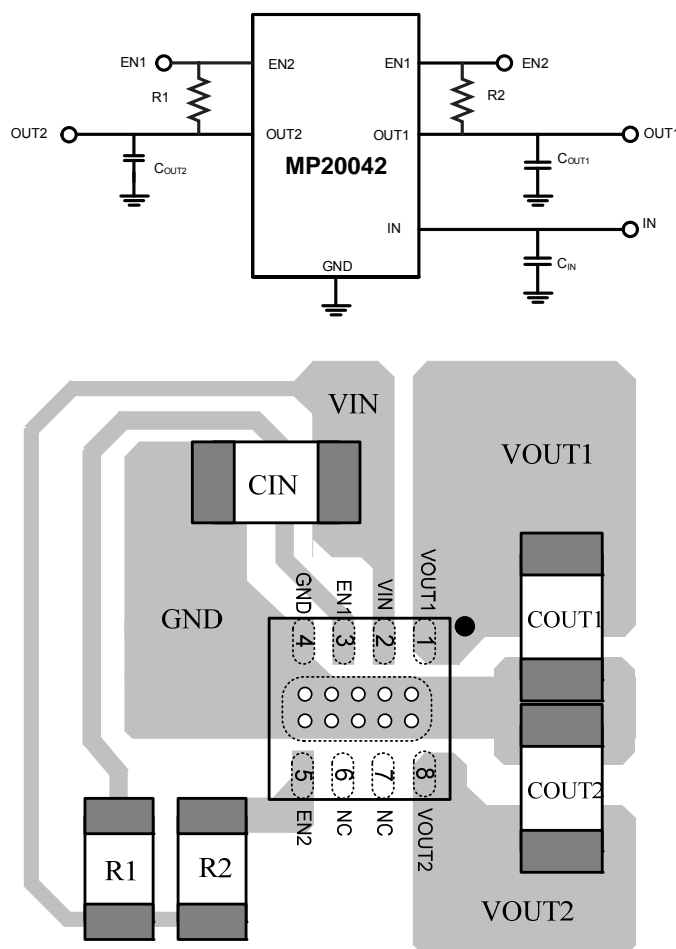 EN1 EN2 EN1 EN2
R1 R2
OUT2 OUT2 OUT1 OUT1
COUT2 MP20042 COUT1
IN IN
GND CIN
VIN
VOUT1
CIN
GND EN1 VIN VOUT1
GND
4 3 2 1
COUT1
5 6 7 8
COUT2
EN2 NC NC VOUT2
R1 R2
VOUT2